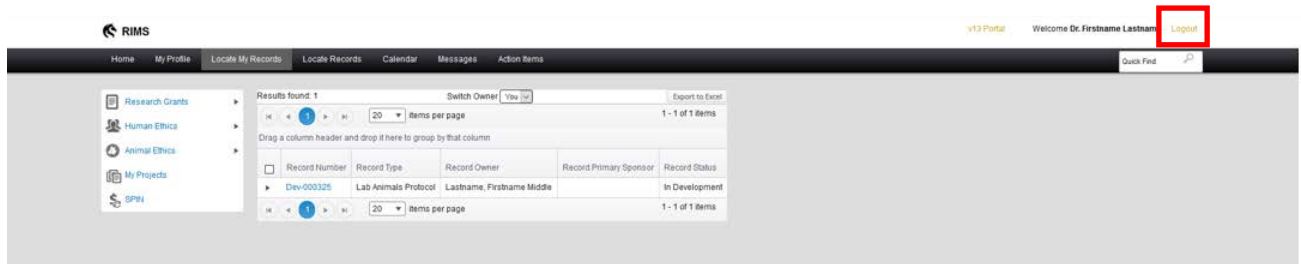 RIMS
v13 Portal Welcome Dr. Firstname Lastnam Logout
Home My Profile Locate My Records Locate Records Calendar Messages Action Items Quick Find
Research Grants
Human Ethics
Animal Ethics
My Projects
SPIN
Results found: 1 Switch Owner You Export to Excel
1 20 items per page 1 - 1 of 1 items
Drag a column header and drop it here to group by that column
Record Number Record Type Record Owner Record Primary Sponsor Record Status
Dev-000325 Lab Animals Protocol Lastname, Firstname Middle In Development
1 20 items per page 1 - 1 of 1 items